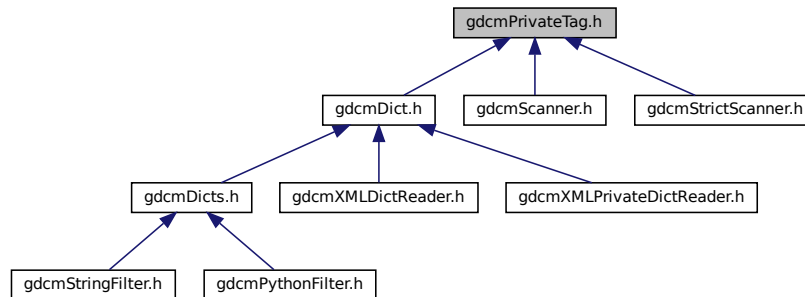 gdcmPrivateTag.h
gdcmDict.h
gdcmScanner.h
gdcmStrictScanner.h
gdcmDicts.h
gdcmXMLDictReader.h
gdcmXMLPrivateDictReader.h
gdcmStringFilter.h
gdcmPythonFilter.h